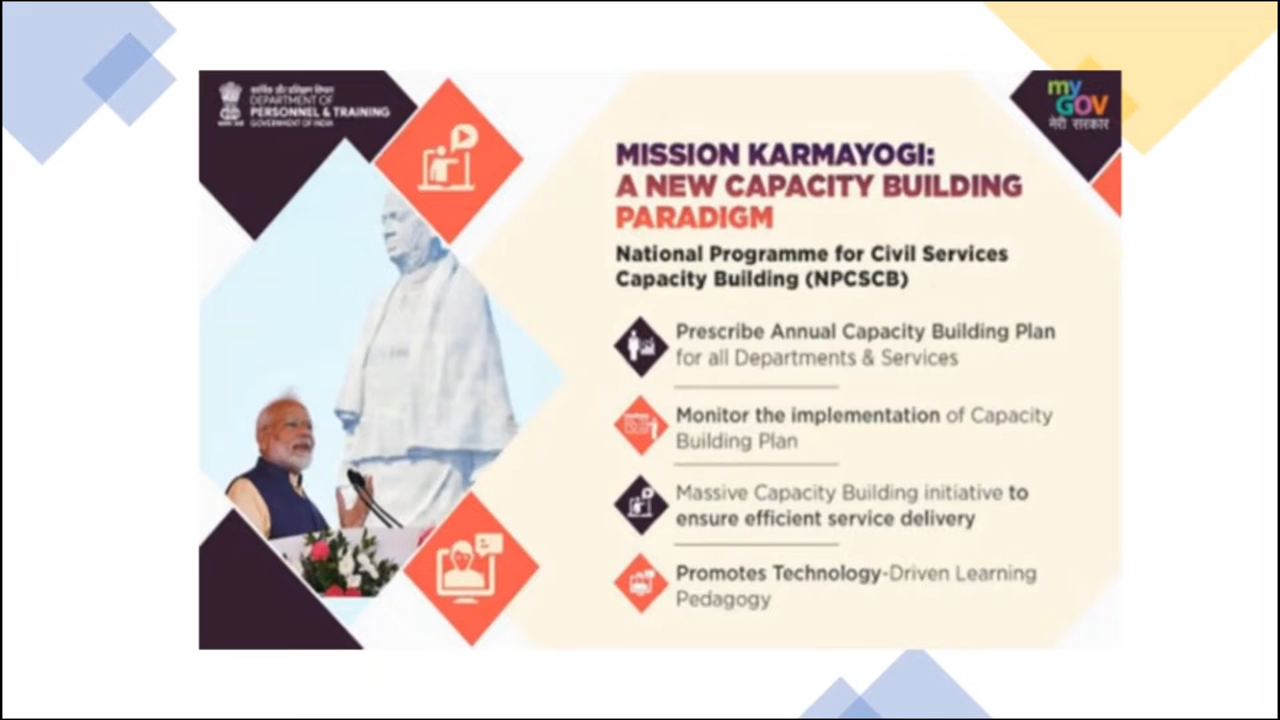 कार्मिक और प्रशिक्षण विभाग
DEPARTMENT OF
PERSONNEL & TRAINING
GOVERNMENT OF INDIA
my
GOV
मेरी सरकार
MISSION KARMAYOGI:
A NEW CAPACITY BUILDING
PARADIGM
National Programme for Civil Services
Capacity Building (NPCSCB)
Prescribe Annual Capacity Building Plan
for all Departments & Services
Monitor the implementation of Capacity
Building Plan
Massive Capacity Building initiative to
ensure efficient service delivery
Promotes Technology-Driven Learning
Pedagogy